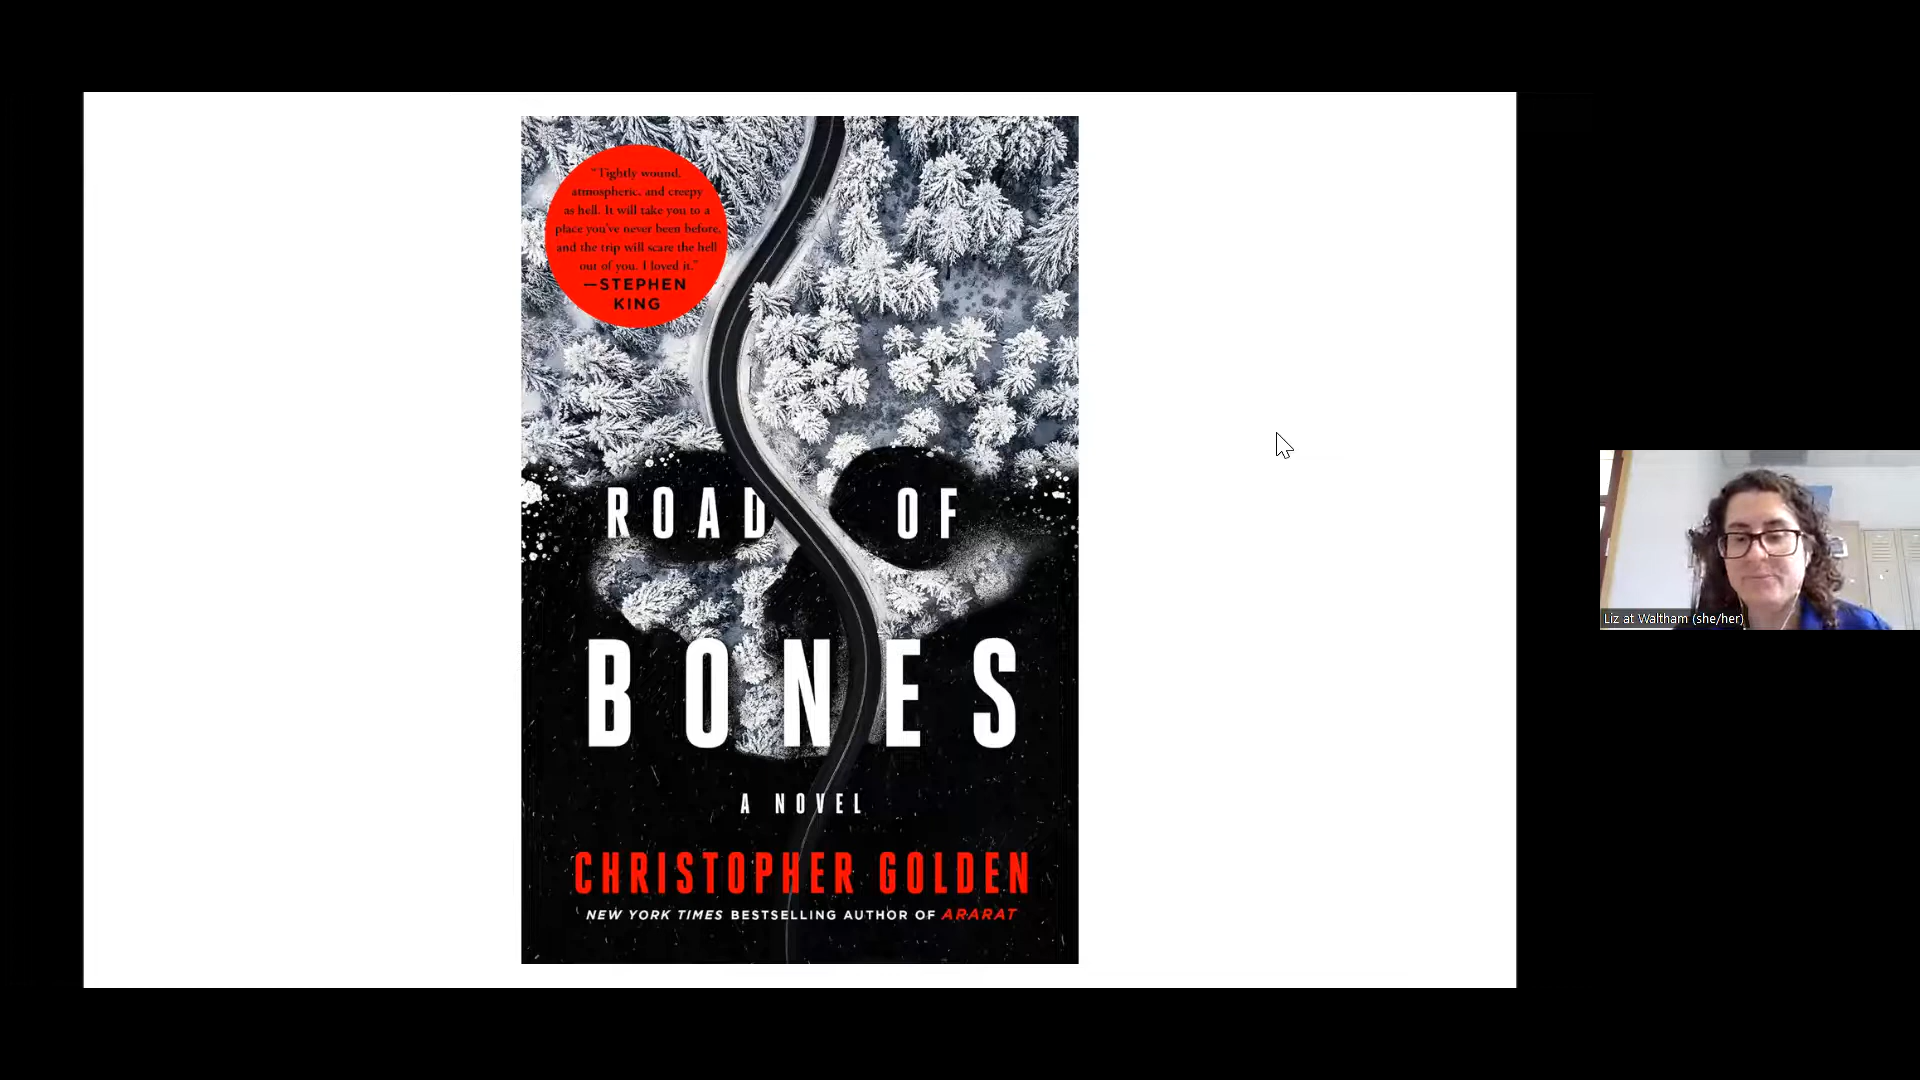 “Tightly wound,
atmospheric, and creepy
as hell. It will take you to a
place you’ve never been before,
and the trip will scare the hell
out of you. I loved it.”
—STEPHEN
KING
ROAD OF
BONES
A NOVEL
CHRISTOPHER GOLDEN
NEW YORK TIMES BESTSELLING AUTHOR OF ARARAT
Liz at Waltham (she/her)